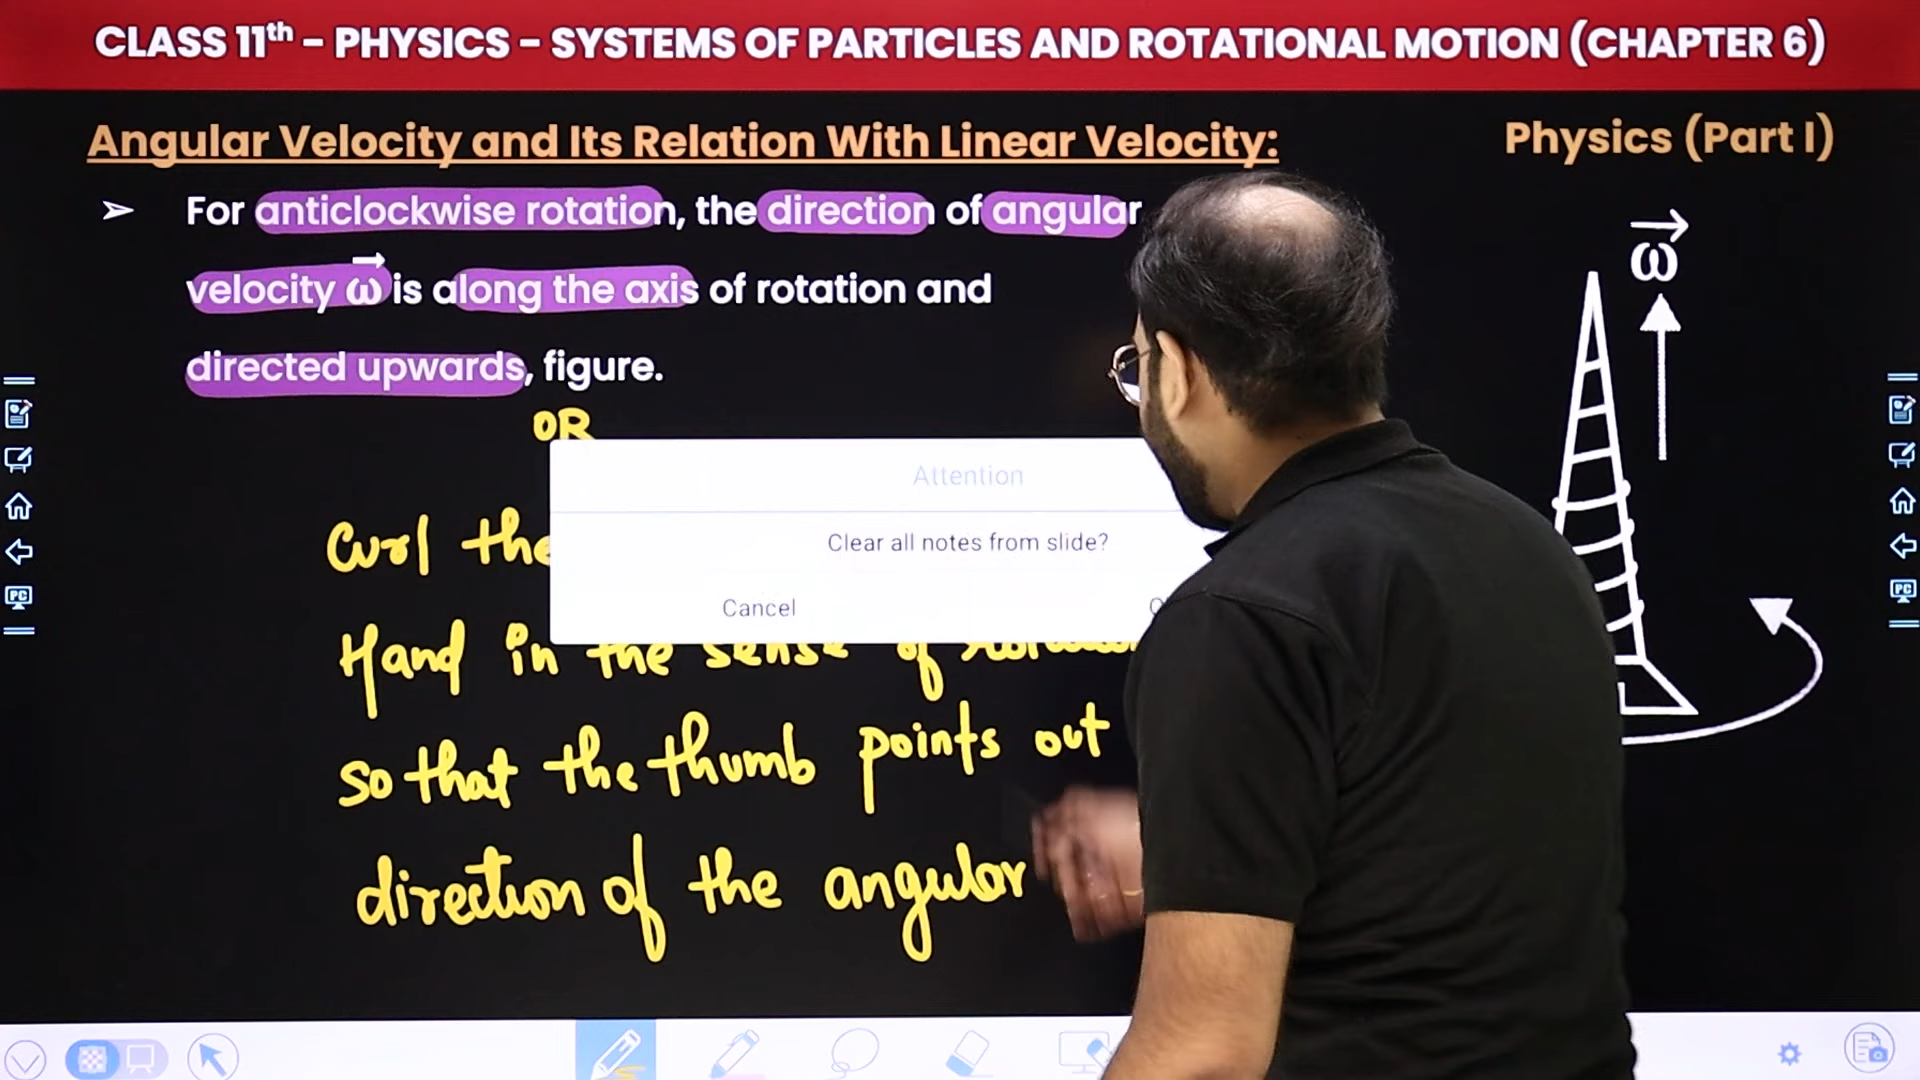 CLASS 11th - PHYSICS - SYSTEMS OF PARTICLES AND ROTATIONAL MOTION (CHAPTER 6)
Angular Velocity and Its Relation With Linear Velocity:
Physics (Part I)
➢ For anticlockwise rotation, the direction of angular
velocity ω⃗ is along the axis of rotation and
directed upwards, figure.
ω⃗
OR
Attention
Clear all notes from slide?
Cancel
Curl the
Hand in the sense of
so that the thumb points out
direction of the angular
PC
PC